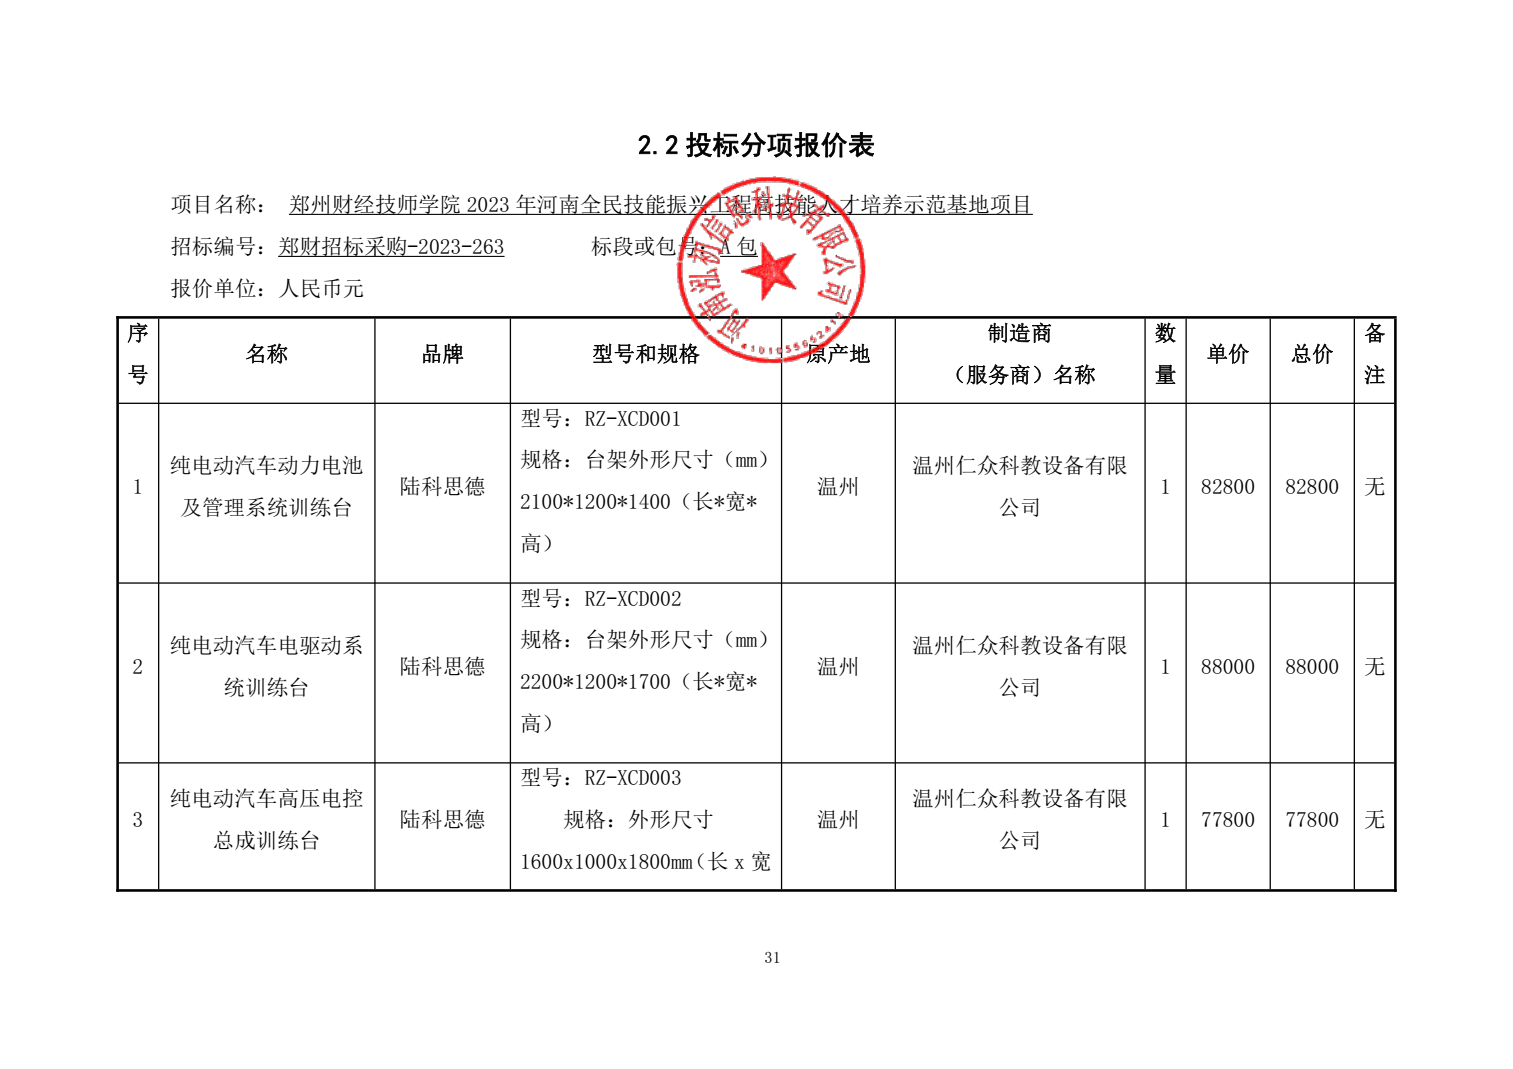 2.2投标分项报价表
项目名称： 郑州财经技师学院 2023 年河南全民技能振兴工程高技能人才培养示范基地项目
招标编号：郑财招标采购-2023-263 标段或包号：A 包
报价单位：人民币元
河南泓初信息科技有限公司
序号 名称 品牌 型号和规格 原产地 制造商（服务商）名称 数量 单价 总价 备注
型号：RZ-XCD001
规格：台架外形尺寸（mm）
1 纯电动汽车动力电池及管理系统训练台 陆科思德 2100*1200*1400（长*宽* 温州 温州仁众科教设备有限公司 1 82800 82800 无
高）
型号：RZ-XCD002
规格：台架外形尺寸（mm）
2 纯电动汽车电驱动系统训练台 陆科思德 2200*1200*1700（长*宽* 温州 温州仁众科教设备有限公司 1 88000 88000 无
高）
型号：RZ-XCD003
3 纯电动汽车高压电控总成训练台 陆科思德 规格：外形尺寸 温州 温州仁众科教设备有限公司 1 77800 77800 无
1600x1000x1800mm（长 x 宽
31